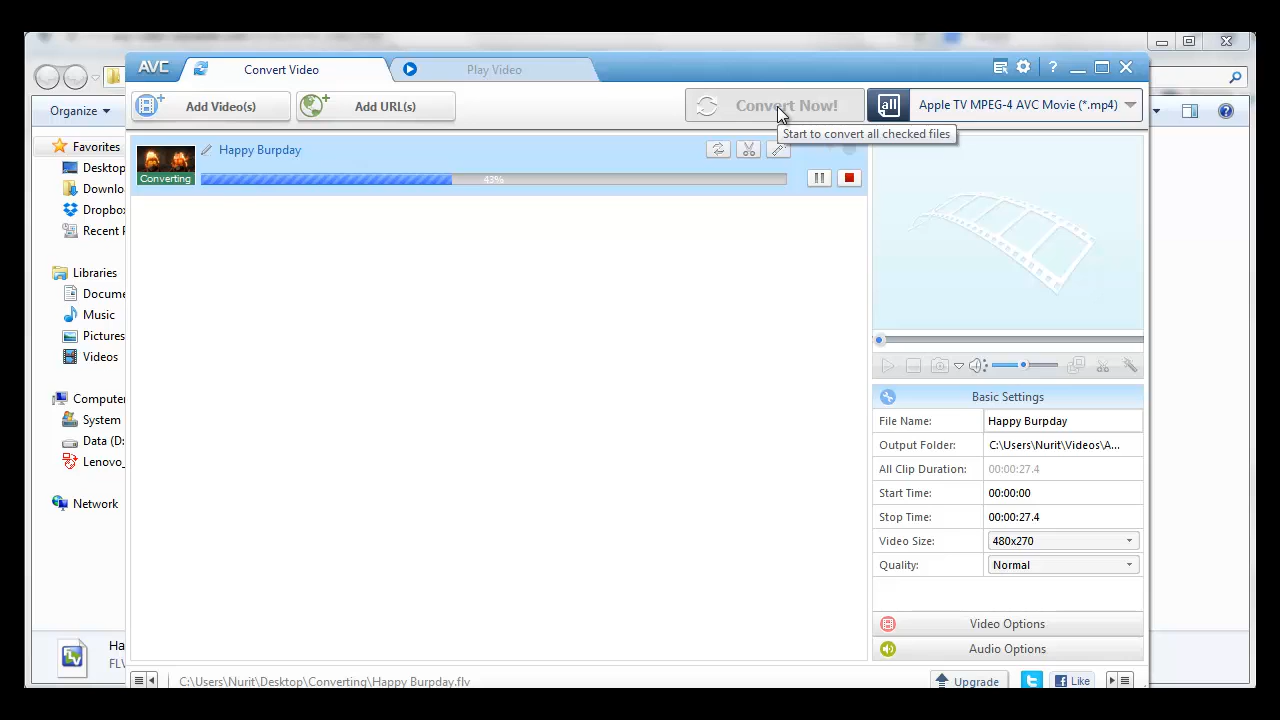 AVC
Convert Video
Play Video
Organize
Add Video(s)
Add URL(s)
Convert Now!
all
Apple TV MPEG-4 AVC Movie (*.mp4)
Start to convert all checked files
Favorites
Desktop
Downlo
Dropbo
Recent P
Libraries
Docume
Music
Pictures
Videos
Computer
System
Data (D:
Lenovo_
Network
Happy Burpday
Converting
43%
Basic Settings
File Name: Happy Burpday
Output Folder: C:\Users\Nurit\Videos\A...
All Clip Duration: 00:00:27.4
Start Time: 00:00:00
Stop Time: 00:00:27.4
Video Size: 480x270
Quality: Normal
Video Options
Audio Options
Ha
FLV
C:\Users\Nurit\Desktop\Converting\Happy Burpday.flv
Upgrade
Like